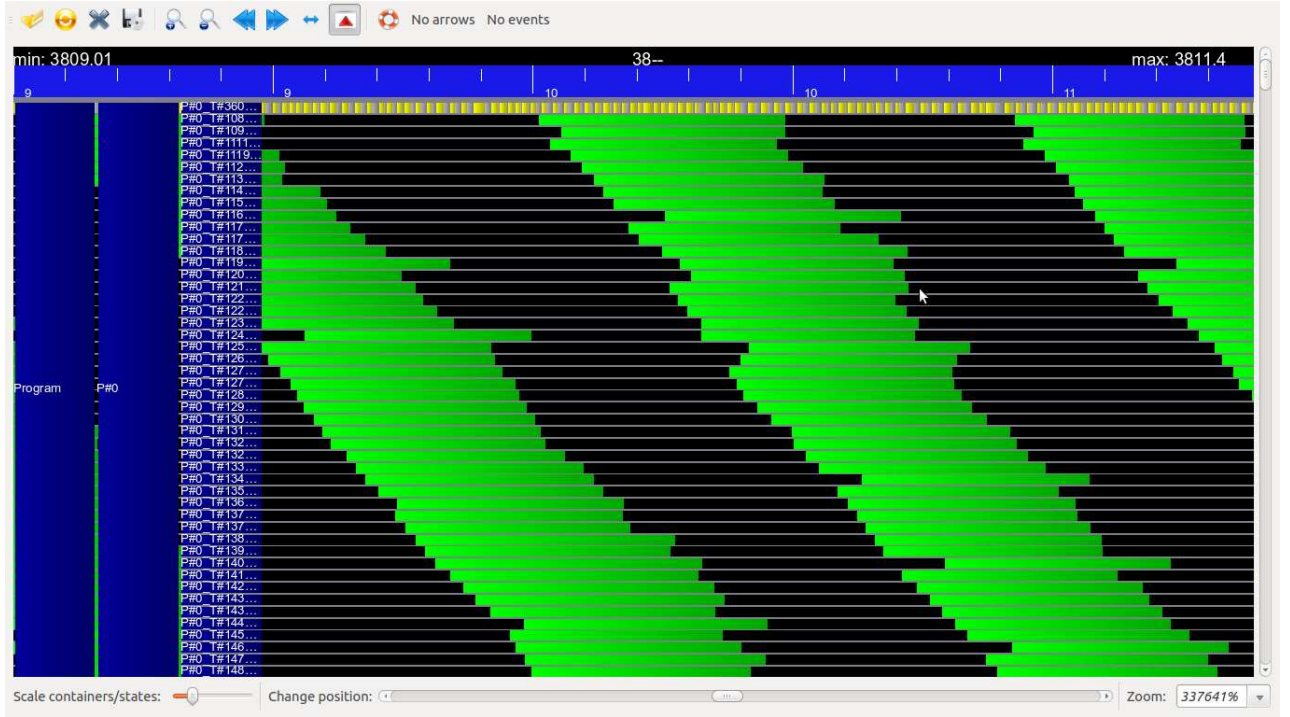 No arrows No events
min: 3809.01 38-- max: 3811.4
9 9 10 10 11
P#0_T#360...
P#0_T#108...
P#0_T#109...
P#0_T#1111...
P#0_T#1119...
P#0_T#112...
P#0_T#113...
P#0_T#114...
P#0_T#115...
P#0_T#116...
P#0_T#117...
P#0_T#117...
P#0_T#118...
P#0_T#119...
P#0_T#120...
P#0_T#121...
P#0_T#122...
P#0_T#122...
P#0_T#123...
P#0_T#124...
P#0_T#125...
P#0_T#126...
P#0_T#127...
Program P#0 P#0_T#127...
P#0_T#128...
P#0_T#129...
P#0_T#130...
P#0_T#131...
P#0_T#132...
P#0_T#132...
P#0_T#133...
P#0_T#134...
P#0_T#135...
P#0_T#136...
P#0_T#137...
P#0_T#137...
P#0_T#138...
P#0_T#139...
P#0_T#140...
P#0_T#141...
P#0_T#142...
P#0_T#143...
P#0_T#143...
P#0_T#144...
P#0_T#145...
P#0_T#146...
P#0_T#147...
P#0_T#148...
Scale containers/states: Change position: Zoom: 337641%